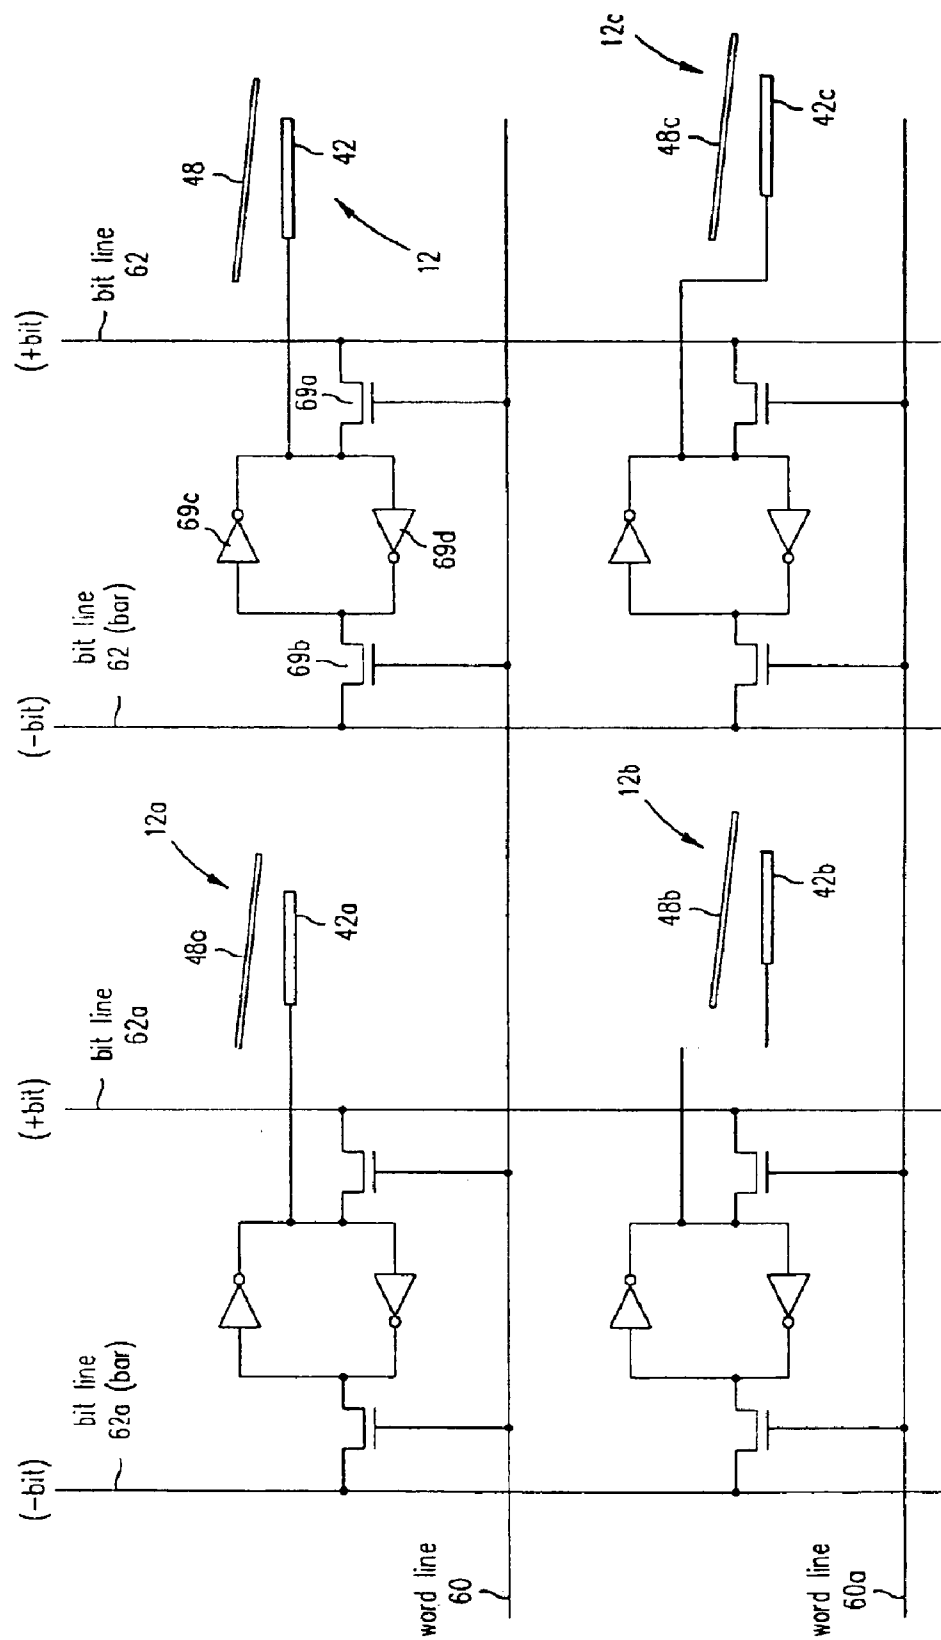 (-bit)
bit line
62a (bar)
(+bit)
bit line
62a
(-bit)
bit line
62 (bar)
(+bit)
bit line
62
48a
12a
42a
69b
69c
69d
69a
48
42
12
word line
60
48b
12b
42b
48c
12c
42c
word line
60a